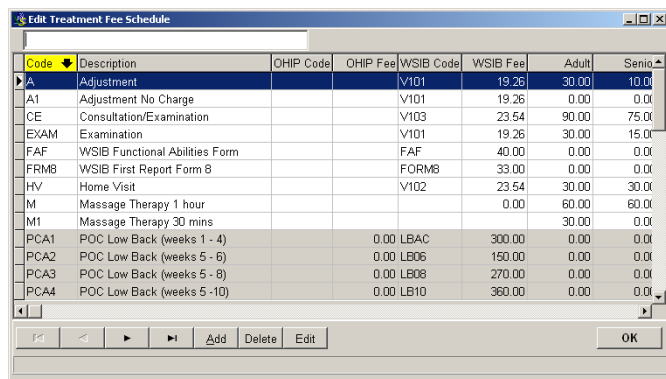 Edit Treatment Fee Schedule
Code Description OHIP Code OHIP Fee WSIB Code WSIB Fee Adult Senio
A Adjustment V101 19.26 30.00 10.00
A1 Adjustment No Charge V101 19.26 0.00 0.00
CE Consultation/Examination V103 23.54 90.00 75.00
EXAM Examination V101 19.26 30.00 15.00
FAF WSIB Functional Abilities Form FAF 40.00 0.00 0.00
FRM8 WSIB First Report Form 8 FORM8 33.00 0.00 0.00
HV Home Visit V102 23.54 30.00 30.00
M Massage Therapy 1 hour 0.00 60.00 60.00
M1 Massage Therapy 30 mins 30.00 0.00
PCA1 POC Low Back (weeks 1 - 4) 0.00 LBAC 300.00 0.00 0.00
PCA2 POC Low Back (weeks 5 - 6) 0.00 LB06 150.00 0.00 0.00
PCA3 POC Low Back (weeks 5 - 8) 0.00 LB08 270.00 0.00 0.00
PCA4 POC Low Back (weeks 5 -10) 0.00 LB10 360.00 0.00 0.00
Add Delete Edit OK